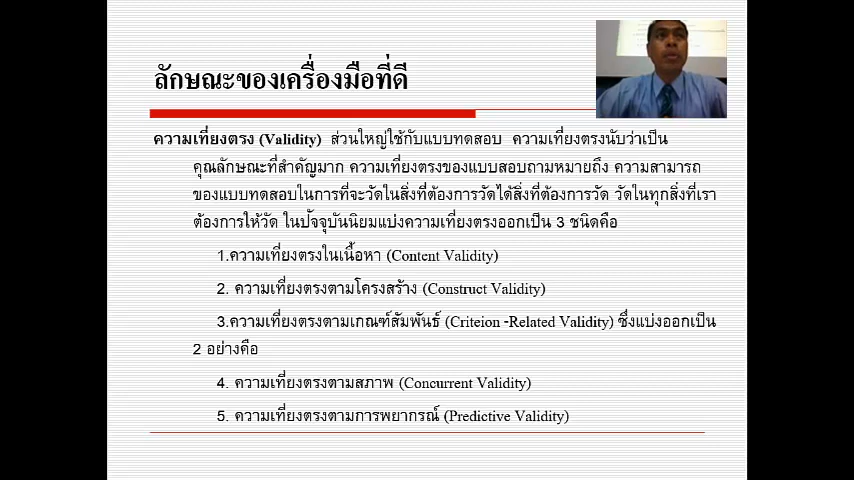 ลักษณะของเครื่องมือที่ดี
ความเที่ยงตรง (Validity) ส่วนใหญ่ใช้กับแบบทดสอบ ความเที่ยงตรงนับว่าเป็น
คุณลักษณะที่สำคัญมาก ความเที่ยงตรงของแบบสอบถามหมายถึง ความสามารถ
ของแบบทดสอบในการที่จะวัดในสิ่งที่ต้องการวัดได้สิ่งที่ต้องการวัด วัดในทุกสิ่งที่เรา
ต้องการให้วัด ในปัจจุบันนิยมแบ่งความเที่ยงตรงออกเป็น 3 ชนิดคือ
1.ความเที่ยงตรงในเนื้อหา (Content Validity)
2. ความเที่ยงตรงตามโครงสร้าง (Construct Validity)
3.ความเที่ยงตรงตามเกณฑ์สัมพันธ์ (Criteion -Related Validity) ซึ่งแบ่งออกเป็น
2 อย่างคือ
4. ความเที่ยงตรงตามสภาพ (Concurrent Validity)
5. ความเที่ยงตรงตามการพยากรณ์ (Predictive Validity)